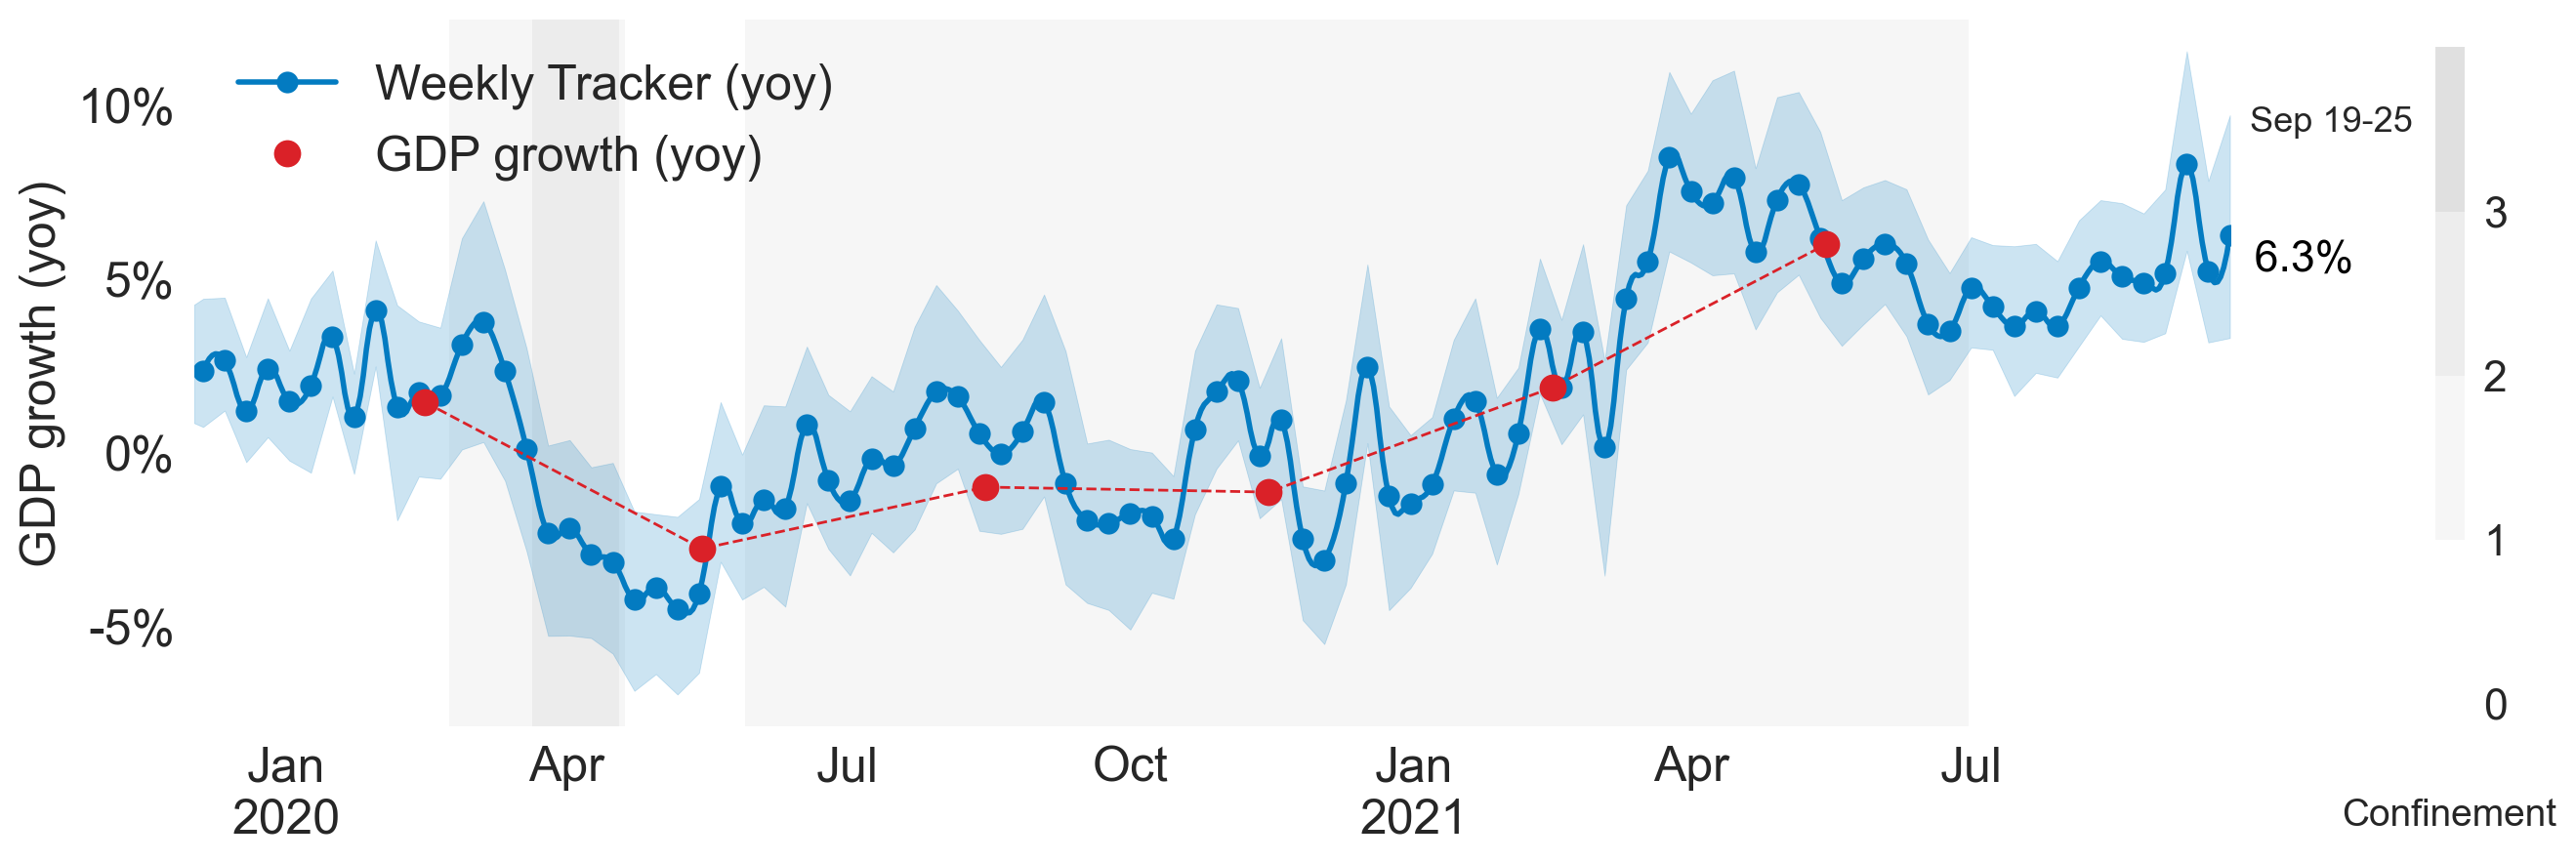 Weekly Tracker (yoy)
GDP growth (yoy)
GDP growth (yoy)
10%
5%
0%
-5%
Jan
2020
Apr
Jul
Oct
Jan
2021
Apr
Jul
Sep 19-25
6.3%
3
2
1
0
Confinement